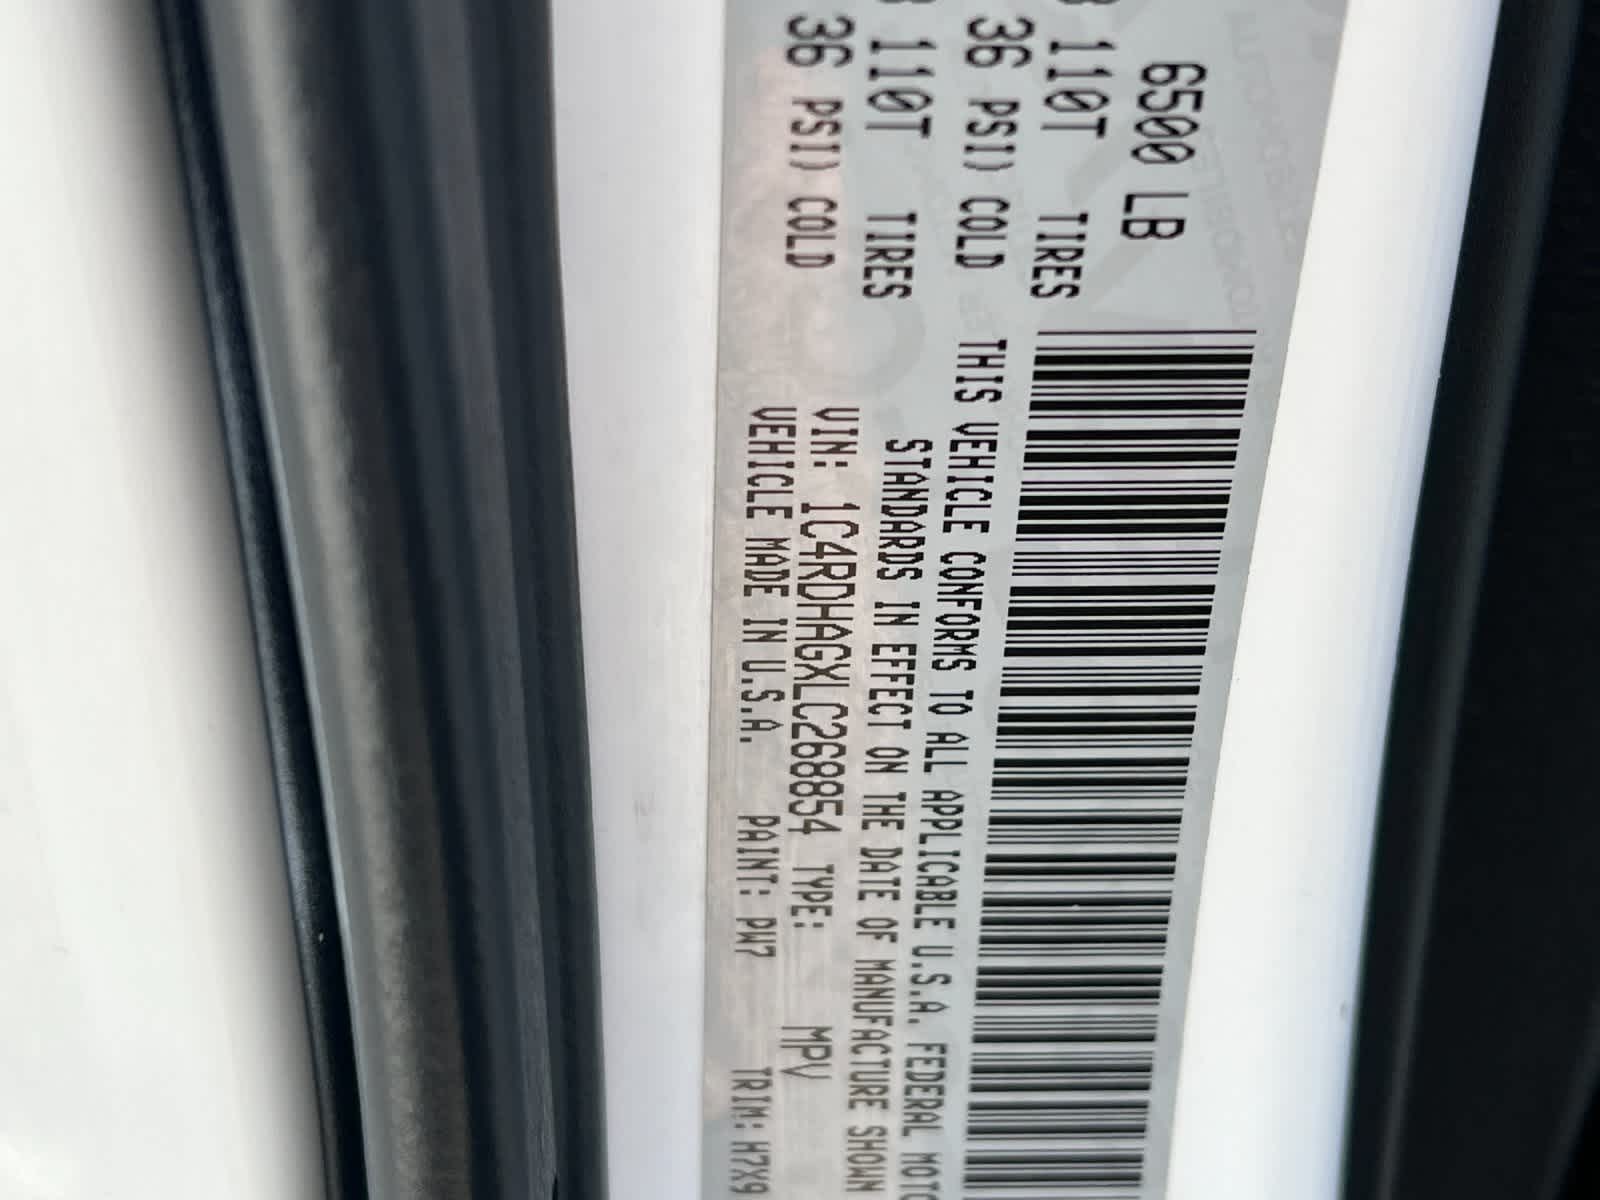 6500 LB
110T TIRES
36 PSI) COLD
110T TIRES
36 PSI) COLD
THIS VEHICLE CONFORMS TO ALL APPLICABLE U.S.A. FEDERAL MOTO
STANDARDS IN EFFECT ON THE DATE OF MANUFACTURE SHOWN
VIN: 1C4RDHAGXLC268854 TYPE: MPV
VEHICLE MADE IN U.S.A. PAINT: PW7 TRIM: H7X9